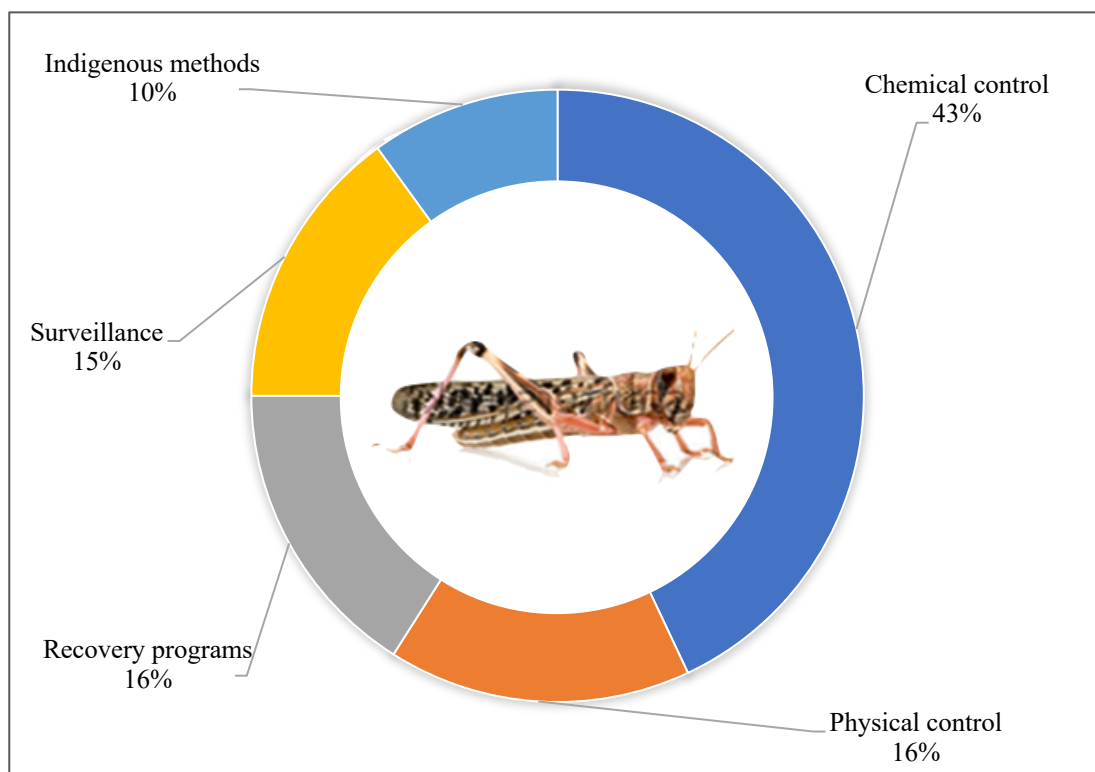 Indigenous methods
10%
Chemical control
43%
Surveillance
15%
Recovery programs
16%
Physical control
16%